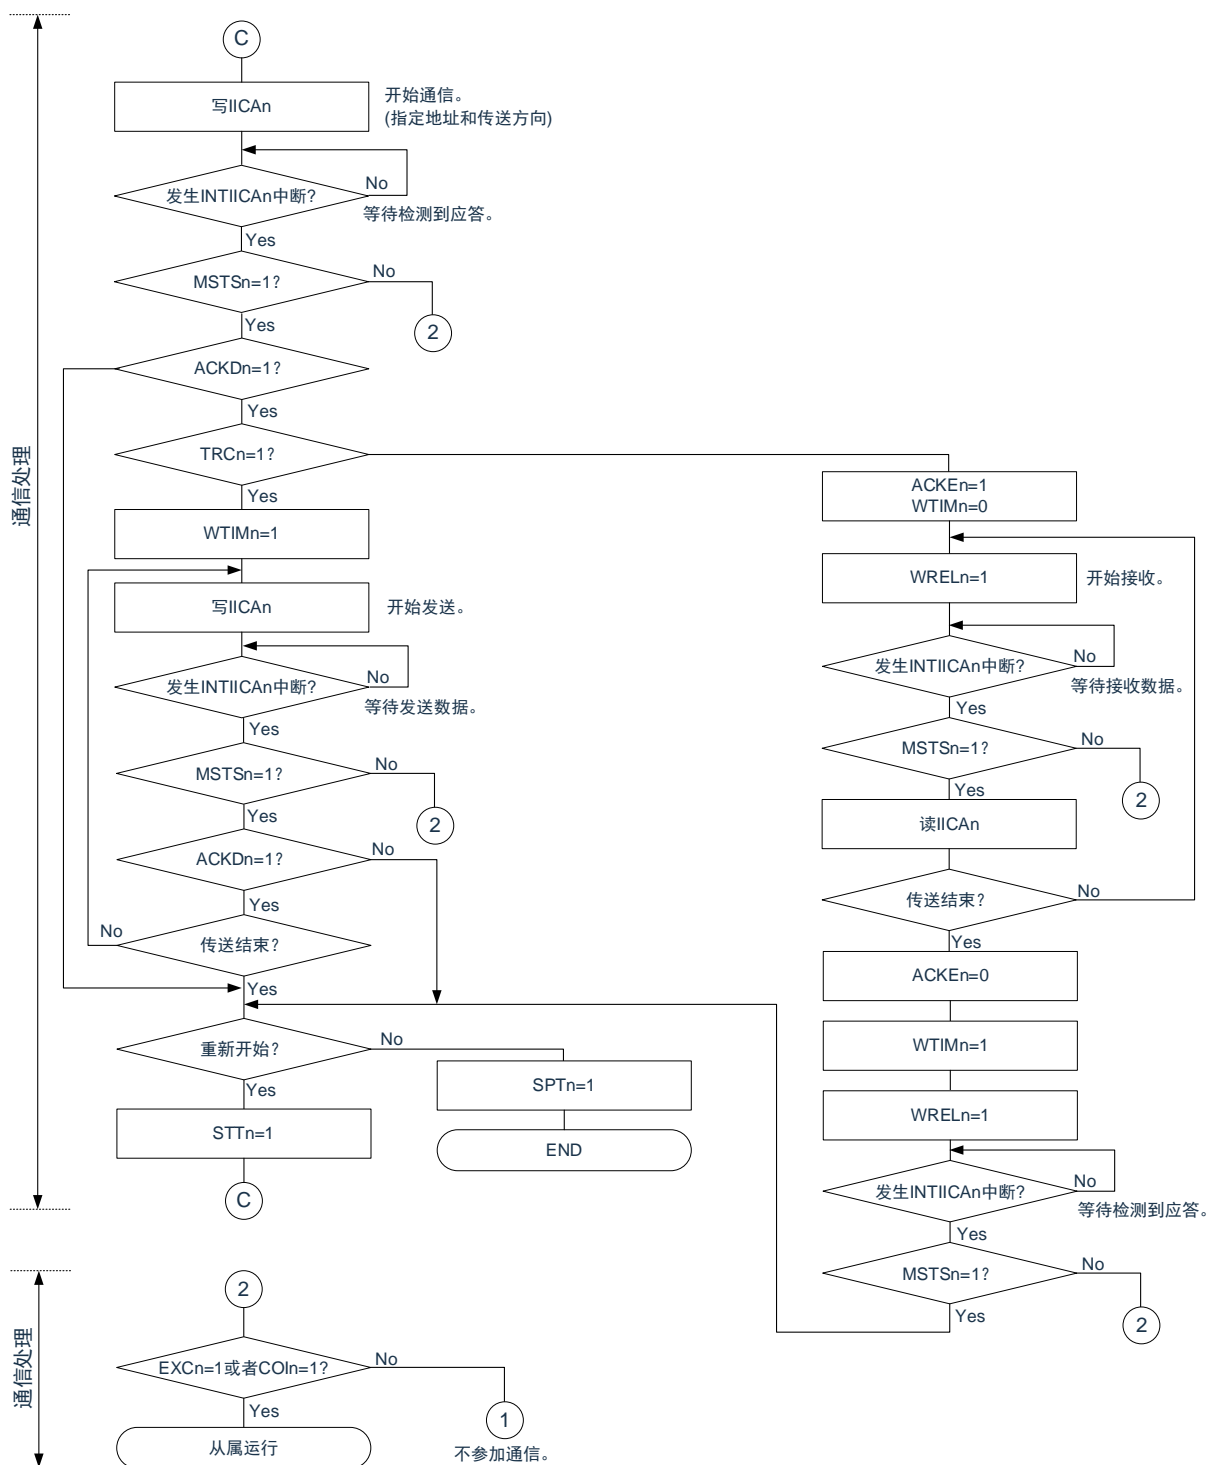 C
写IICAn
开始通信。
(指定地址和传送方向)
发生INTIICAn中断?
No
等待检测到应答。
Yes
MSTSn=1?
No
2
Yes
ACKDn=1?
Yes
TRCn=1?
Yes
WTIMn=1
写IICAn
开始发送。
发生INTIICAn中断?
No
等待发送数据。
Yes
MSTSn=1?
No
2
Yes
ACKDn=1?
No
Yes
传送结束?
No
Yes
重新开始?
No
Yes
STTn=1
C
SPTn=1
END
ACKEn=1
WTIMn=0
WRELn=1
开始接收。
发生INTIICAn中断?
No
等待接收数据。
Yes
MSTSn=1?
No
2
Yes
读IICAn
传送结束?
No
Yes
ACKEn=0
WTIMn=1
WRELn=1
发生INTIICAn中断?
No
等待检测到应答。
Yes
MSTSn=1?
No
2
Yes
通信处理
2
EXCn=1或者COIn=1?
No
1
不参加通信。
Yes
从属运行
通信处理